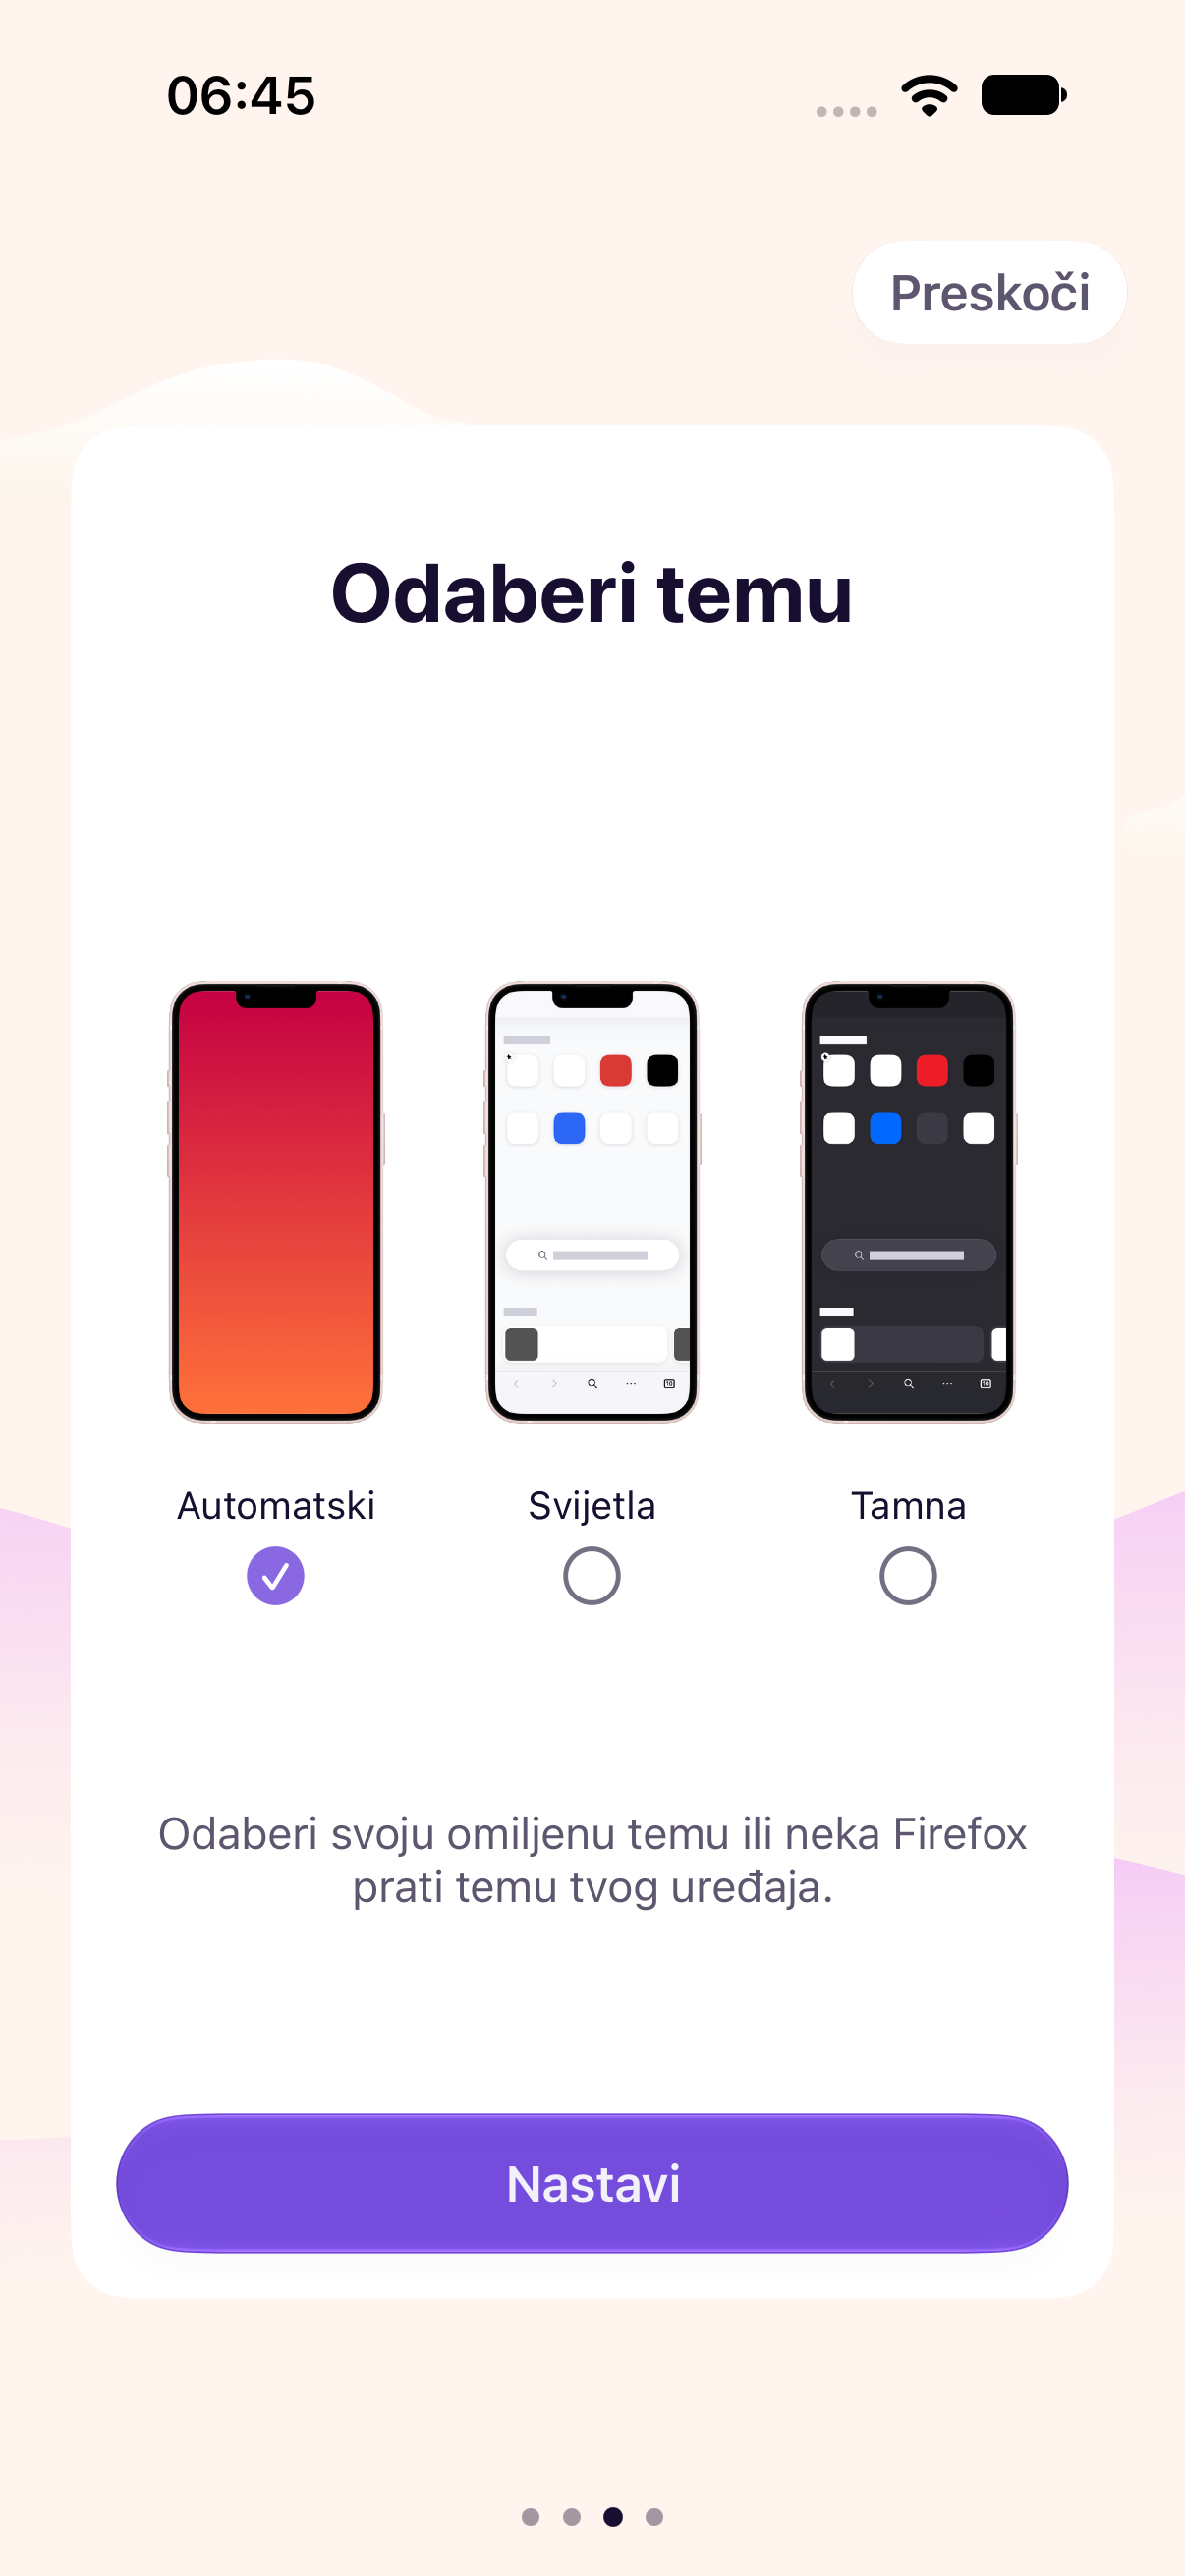 06:45
Preskoči
Odaberi temu
Automatski
Svijetla
Tamna
Odaberi svoju omiljenu temu ili neka Firefox
prati temu tvog uređaja.
Nastavi